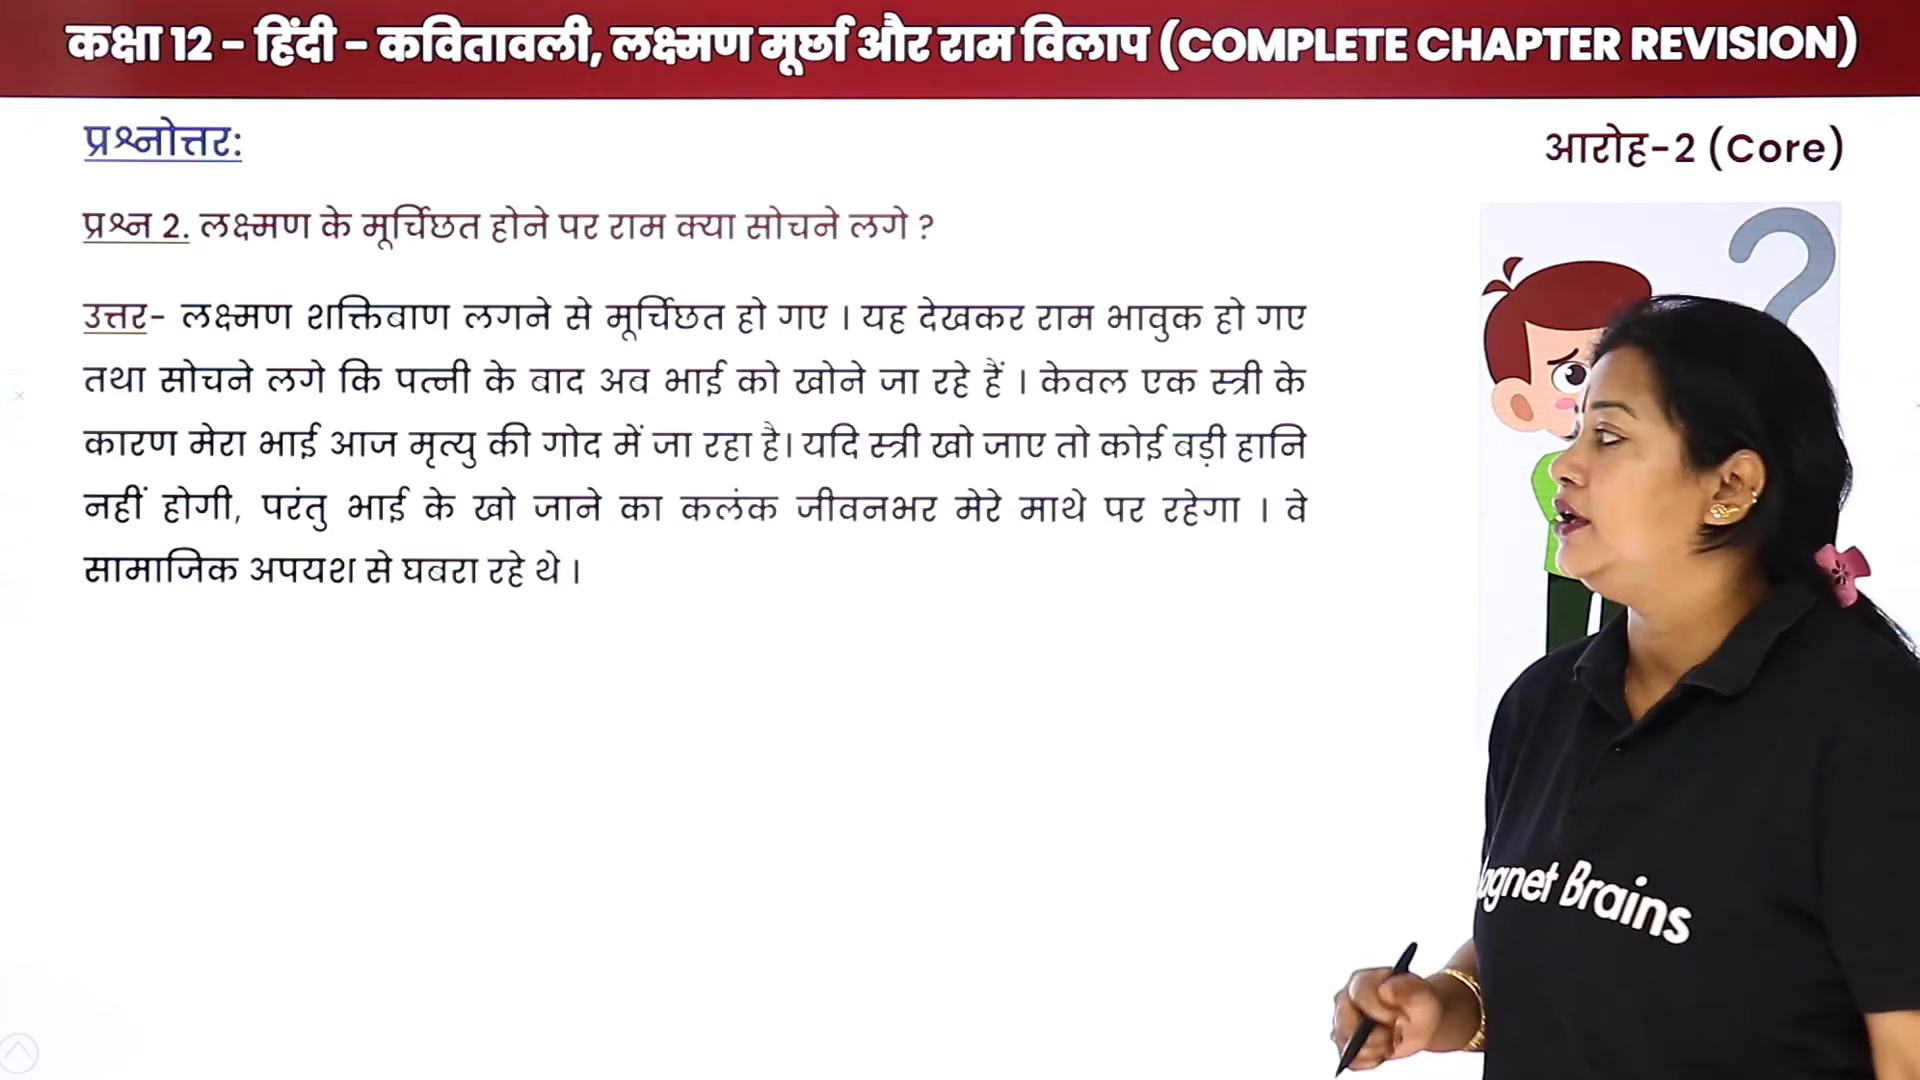 कक्षा 12 - हिंदी - कवितावली, लक्ष्मण मूर्छा और राम विलाप (COMPLETE CHAPTER REVISION)
प्रश्नोत्तर:
आरोह-2 (Core)
प्रश्न 2. लक्ष्मण के मूर्च्छित होने पर राम क्या सोचने लगे ?
उत्तर- लक्ष्मण शक्तिबाण लगने से मूर्च्छित हो गए । यह देखकर राम भावुक हो गए
तथा सोचने लगे कि पत्नी के बाद अब भाई को खोने जा रहे हैं । केवल एक स्त्री के
कारण मेरा भाई आज मृत्यु की गोद में जा रहा है। यदि स्त्री खो जाए तो कोई बड़ी हानि
नहीं होगी, परंतु भाई के खो जाने का कलंक जीवनभर मेरे माथे पर रहेगा । वे
सामाजिक अपयश से घबरा रहे थे ।
?
agnet Brains